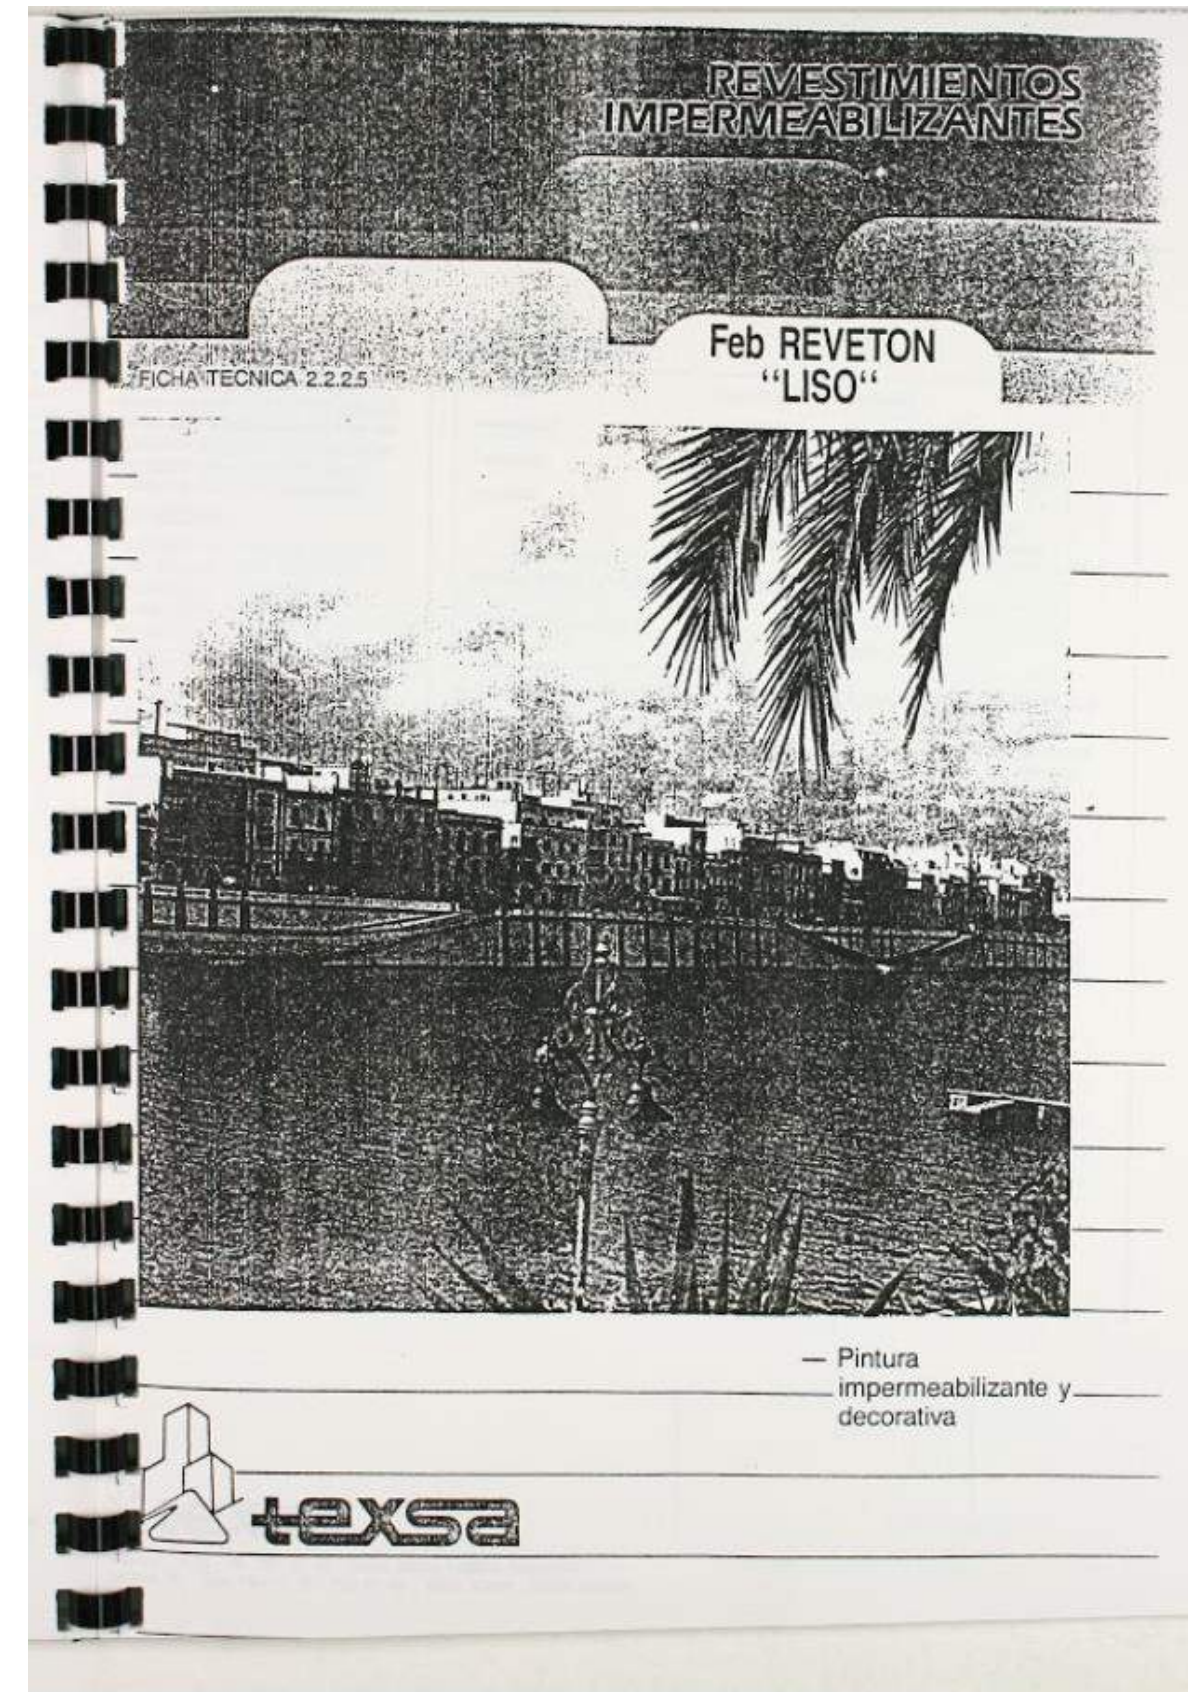 REVESTIMIENTOS
IMPERMEABILIZANTES
Feb REVETON
“LISO“
FICHA TECNICA 2.2.2.5
— Pintura
impermeabilizante y
decorativa
texsa